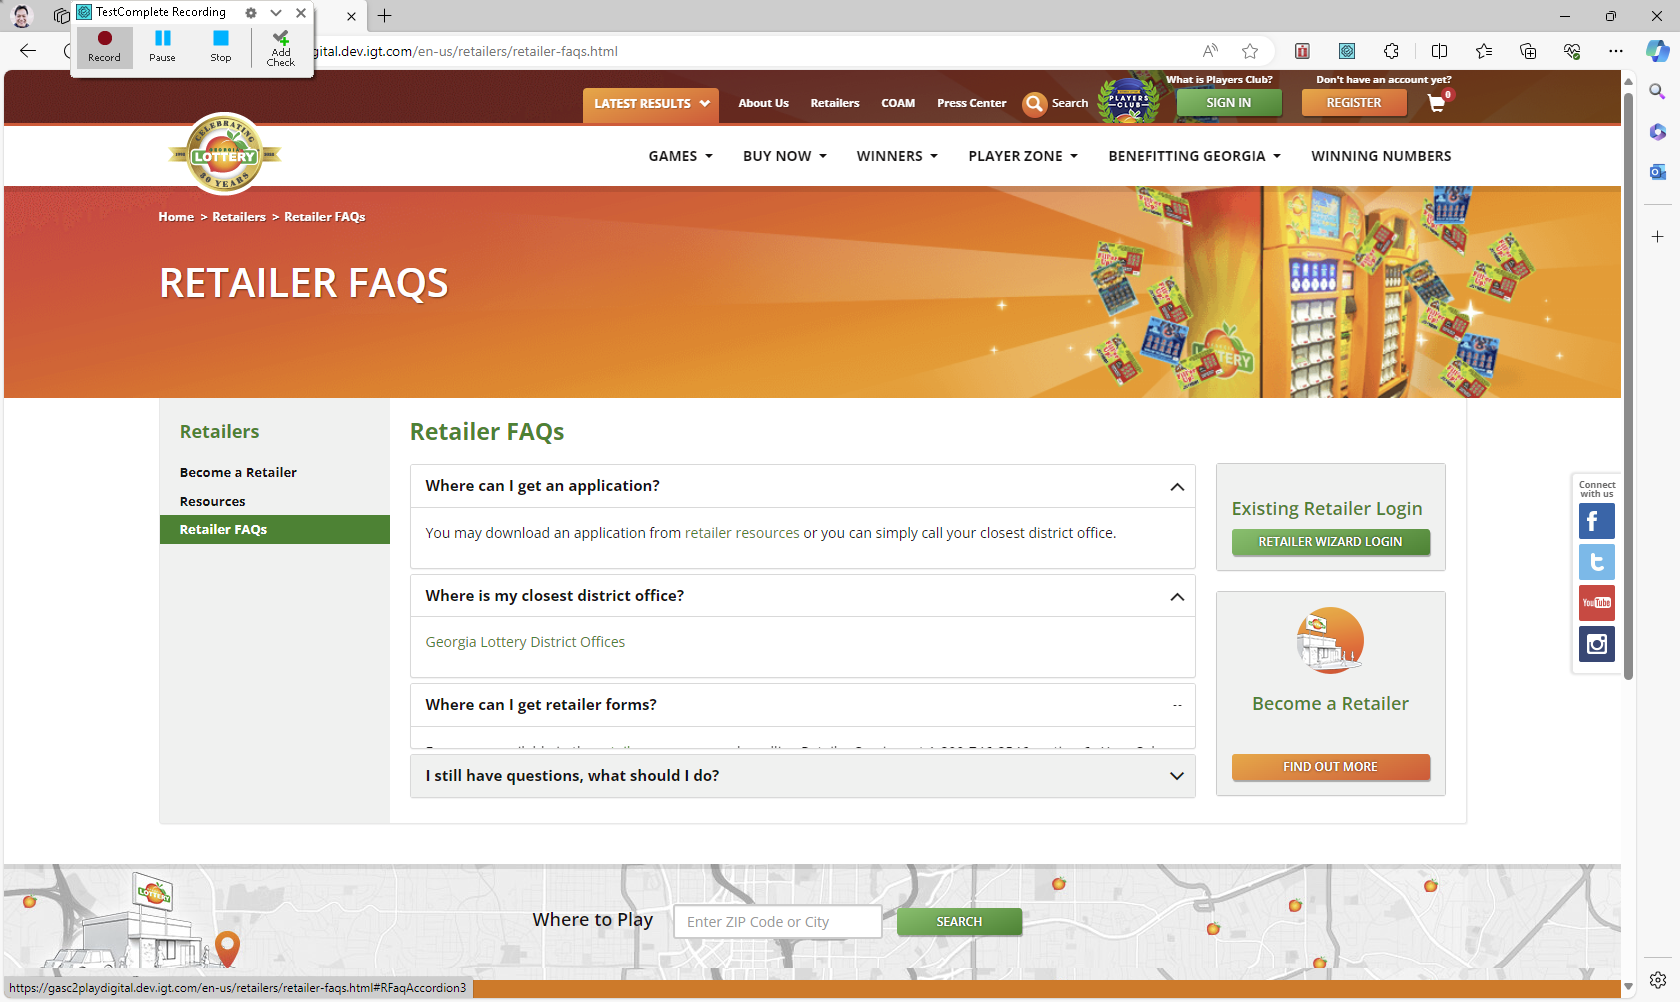 TestComplete Recording
Record
Pause
Stop
Add
Check
gital.dev.igt.com/en-us/retailers/retailer-faqs.html
What is Players Club?
Don't have an account yet?
LATEST RESULTS
About Us
Retailers
COAM
Press Center
Search
PLAYERS
CLUB
SIGN IN
REGISTER
0
CELEBRATING
GEORGIA
LOTTERY
30 YEARS
GAMES
BUY NOW
WINNERS
PLAYER ZONE
BENEFITTING GEORGIA
WINNING NUMBERS
Home > Retailers > Retailer FAQs
RETAILER FAQS
LOTTERY
Retailers
Become a Retailer
Resources
Retailer FAQs
Retailer FAQs
Where can I get an application?
You may download an application from retailer resources or you can simply call your closest district office.
Where is my closest district office?
Georgia Lottery District Offices
Where can I get retailer forms?
I still have questions, what should I do?
Existing Retailer Login
RETAILER WIZARD LOGIN
Become a Retailer
FIND OUT MORE
Connect
with us
YouTube
LOTTERY
Where to Play
Enter ZIP Code or City
SEARCH
https://gasc2playdigital.dev.igt.com/en-us/retailers/retailer-faqs.html#RFaqAccordion3